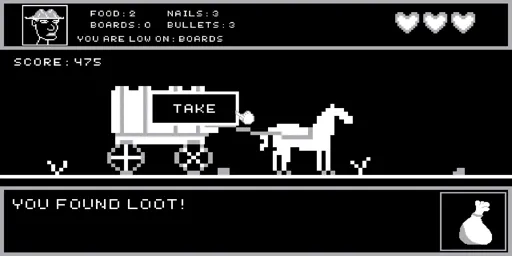 FOOD: 2 NAILS: 3
BOARDS: 0 BULLETS: 3
YOU ARE LOW ON: BOARDS
SCORE: 475
TAKE
YOU FOUND LOOT!